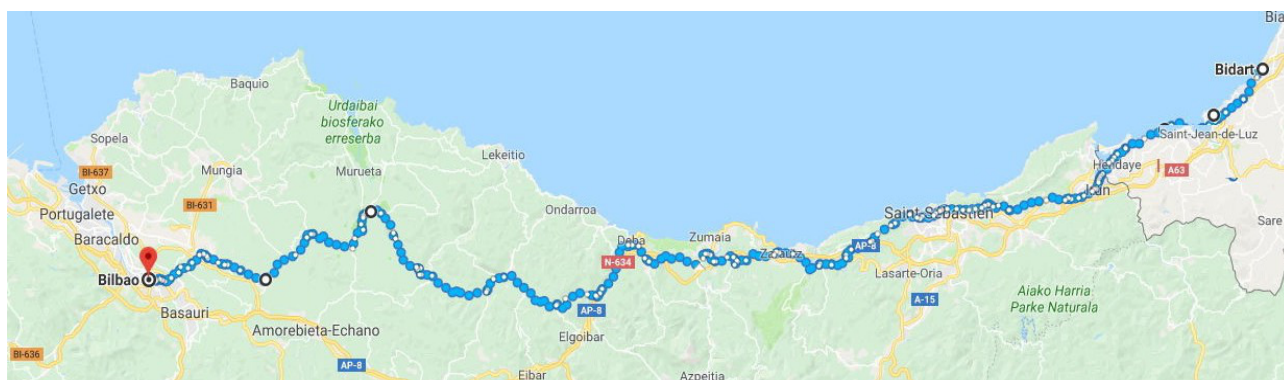 Bia
Bidart
Baquio
Urdaibai
biosferako
erreserba
Sopela
Saint-Jean-de-Luz
BI-637
Lekeitio
Getxo
Mungia
Murueta
Hendaye
A63
BI-631
Portugalete
Ondarroa
Saint-Sébastien
Sare
Baracaldo
Deba
Zumaia
Zarautz
AP-8
N-634
Lasarte-Oria
Bilbao
Aiako Harria
Parke Naturala
A-15
Basauri
AP-8
Amorebieta-Echano
Elgoibar
BI-636
AP-8
Eibar
Azpeitia